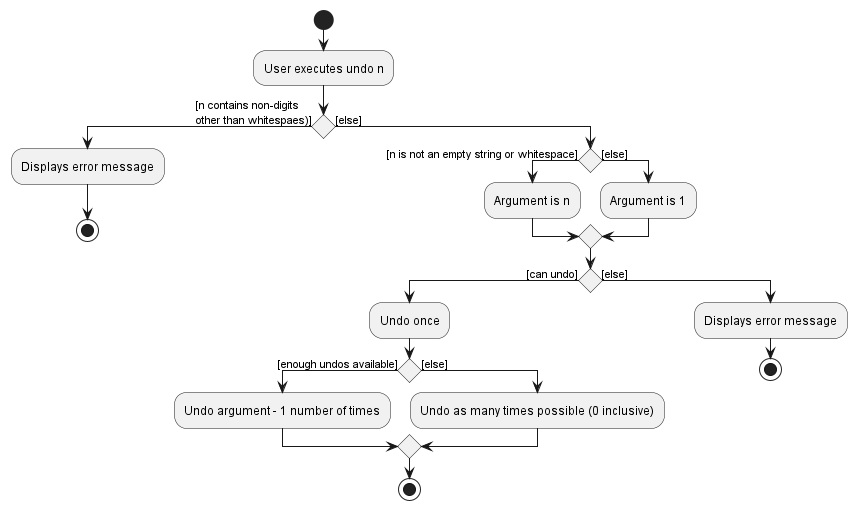 User executes undo n
[n contains non-digits
other than whitespaes)]
[else]
Displays error message
[n is not an empty string or whitespace]
[else]
Argument is n
Argument is 1
[can undo]
[else]
Undo once
Displays error message
[enough undos available]
[else]
Undo argument - 1 number of times
Undo as many times possible (0 inclusive)